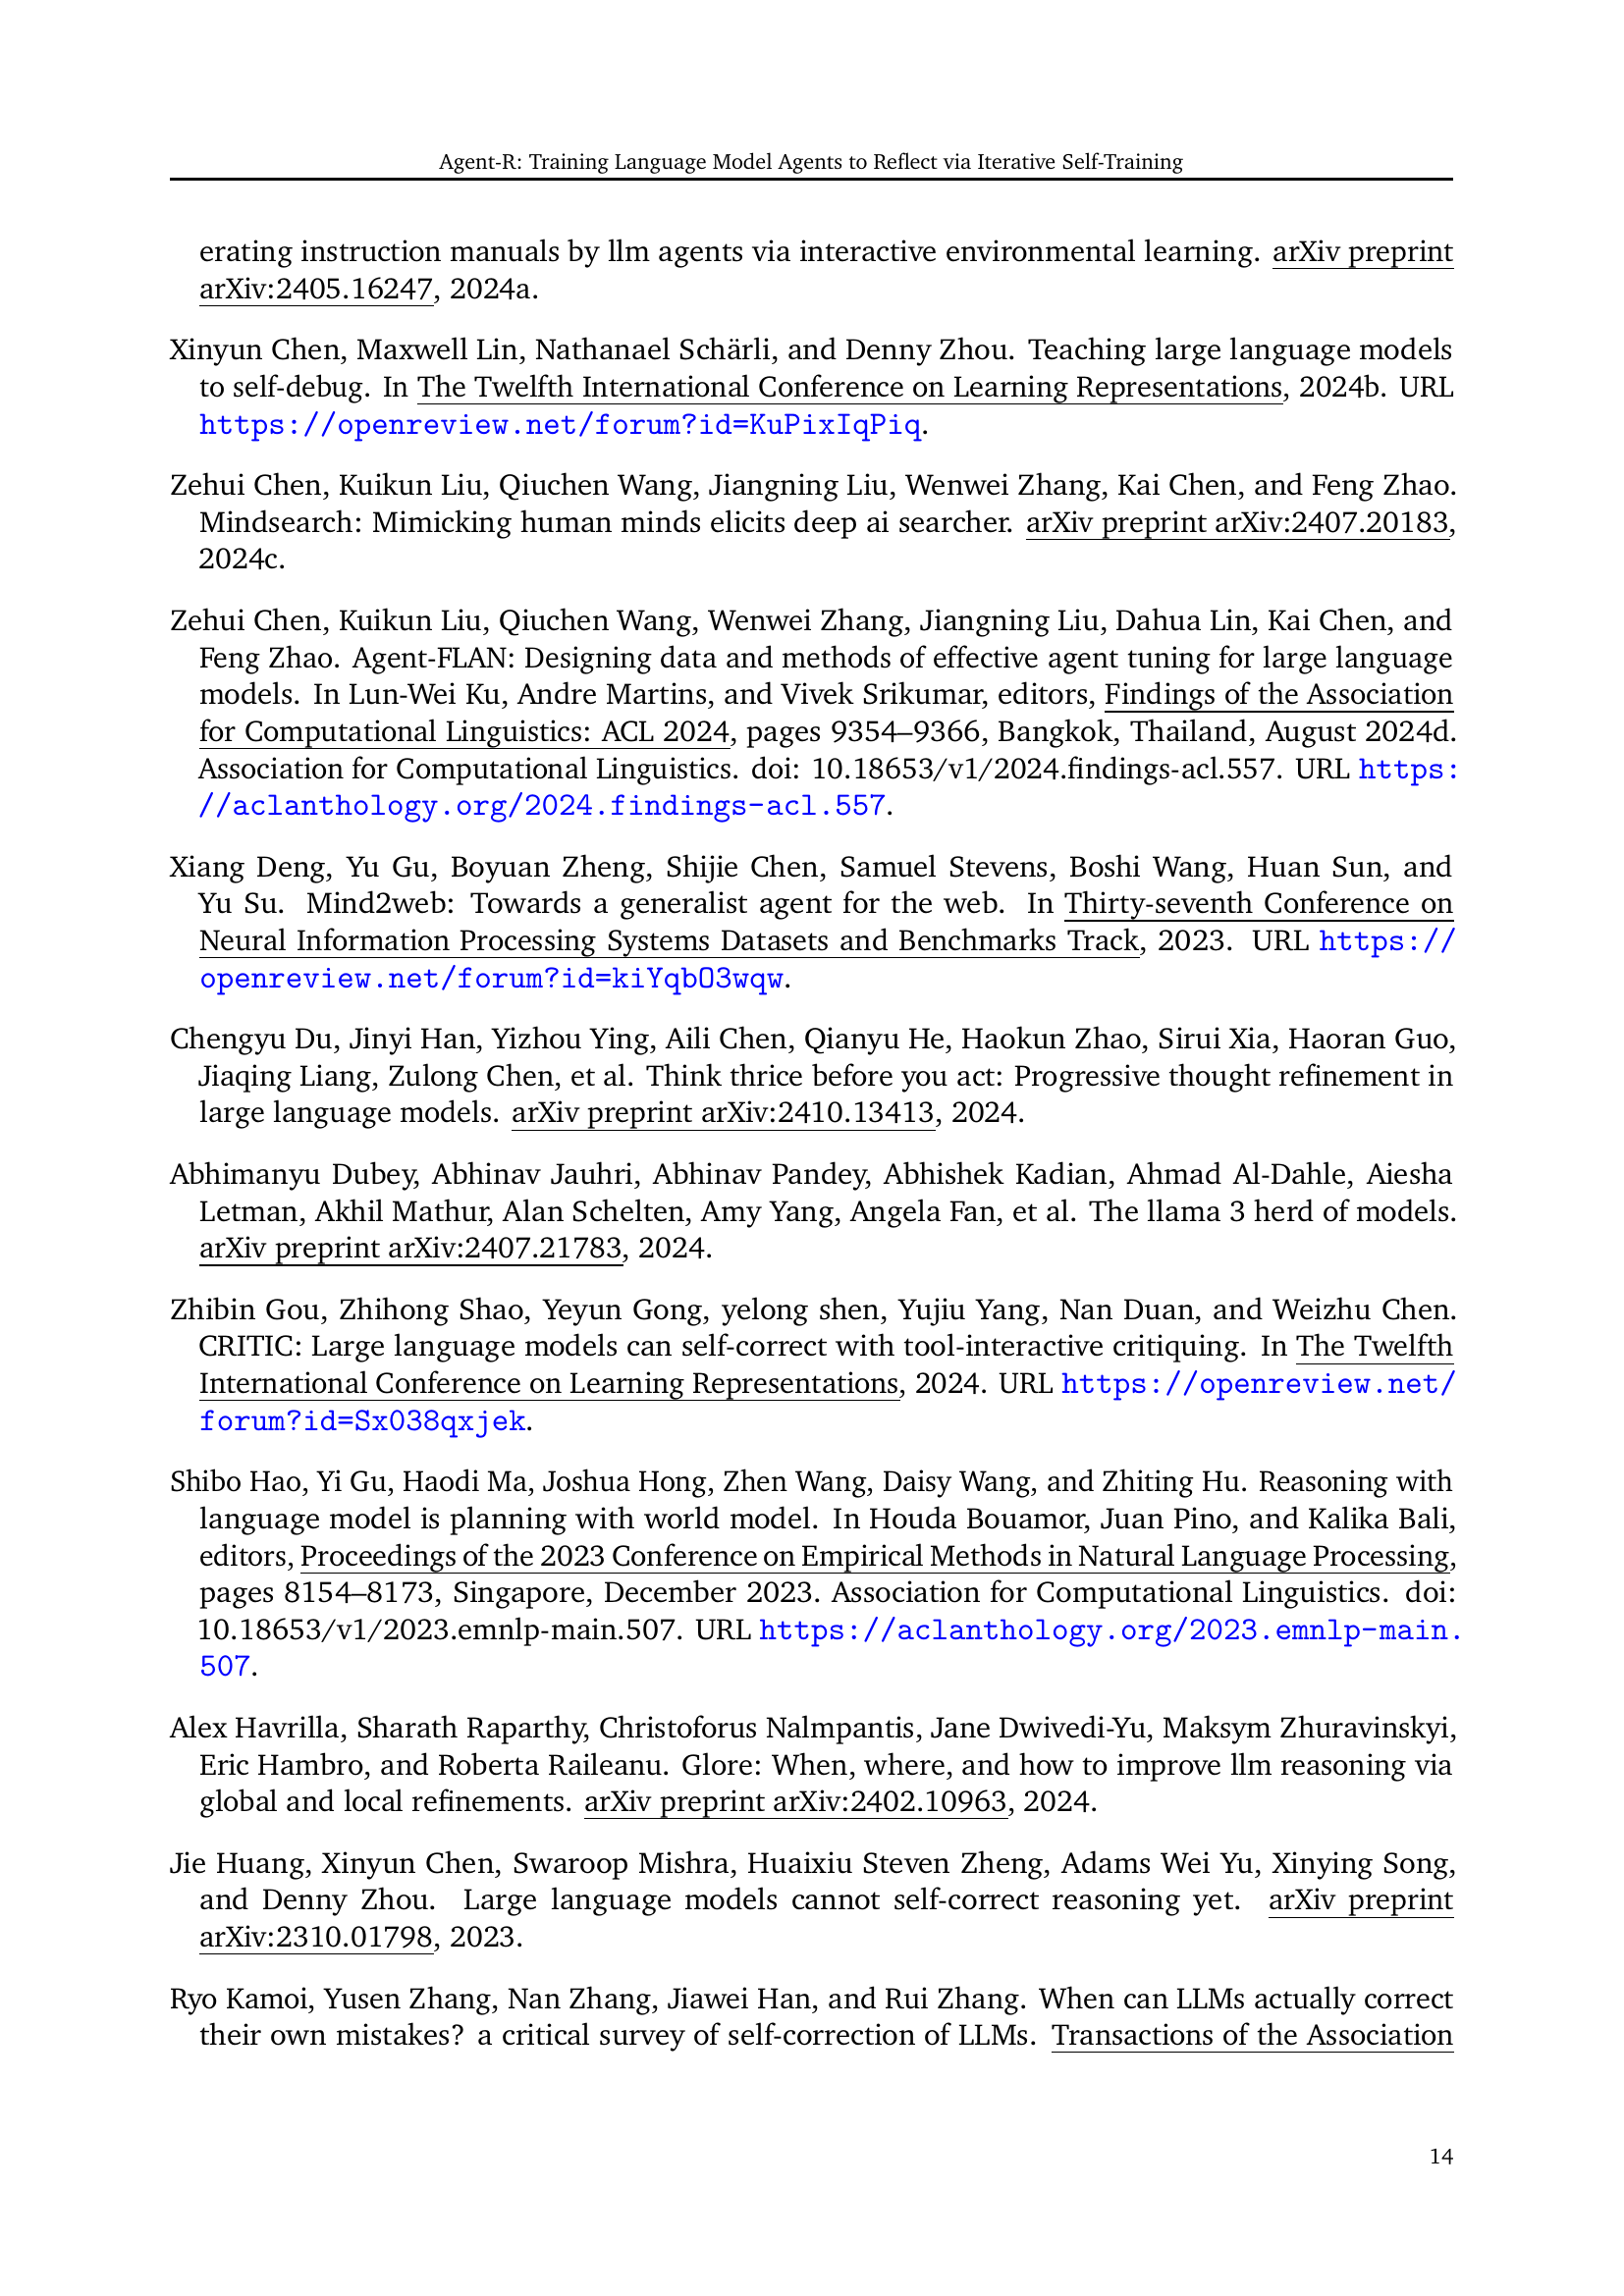 Agent-R: Training Language Model Agents to Reflect via Iterative Self-Training
erating instruction manuals by llm agents via interactive environmental learning. arXiv preprint
arXiv:2405.16247, 2024a.
Xinyun Chen, Maxwell Lin, Nathanael Schärli, and Denny Zhou. Teaching large language models
to self-debug. In The Twelfth International Conference on Learning Representations, 2024b. URL
https://openreview.net/forum?id=KuPixIqPiq.
Zehui Chen, Kuikun Liu, Qiuchen Wang, Jiangning Liu, Wenwei Zhang, Kai Chen, and Feng Zhao.
Mindsearch: Mimicking human minds elicits deep ai searcher. arXiv preprint arXiv:2407.20183,
2024c.
Zehui Chen, Kuikun Liu, Qiuchen Wang, Wenwei Zhang, Jiangning Liu, Dahua Lin, Kai Chen, and
Feng Zhao. Agent-FLAN: Designing data and methods of effective agent tuning for large language
models. In Lun-Wei Ku, Andre Martins, and Vivek Srikumar, editors, Findings of the Association
for Computational Linguistics: ACL 2024, pages 9354–9366, Bangkok, Thailand, August 2024d.
Association for Computational Linguistics. doi: 10.18653/v1/2024.findings-acl.557. URL https:
//aclanthology.org/2024.findings-acl.557.
Xiang Deng, Yu Gu, Boyuan Zheng, Shijie Chen, Samuel Stevens, Boshi Wang, Huan Sun, and
Yu Su. Mind2web: Towards a generalist agent for the web. In Thirty-seventh Conference on
Neural Information Processing Systems Datasets and Benchmarks Track, 2023. URL https://
openreview.net/forum?id=kiYqbO3wqw.
Chengyu Du, Jinyi Han, Yizhou Ying, Aili Chen, Qianyu He, Haokun Zhao, Sirui Xia, Haoran Guo,
Jiaqing Liang, Zulong Chen, et al. Think thrice before you act: Progressive thought refinement in
large language models. arXiv preprint arXiv:2410.13413, 2024.
Abhimanyu Dubey, Abhinav Jauhri, Abhinav Pandey, Abhishek Kadian, Ahmad Al-Dahle, Aiesha
Letman, Akhil Mathur, Alan Schelten, Amy Yang, Angela Fan, et al. The llama 3 herd of models.
arXiv preprint arXiv:2407.21783, 2024.
Zhibin Gou, Zhihong Shao, Yeyun Gong, yelong shen, Yujiu Yang, Nan Duan, and Weizhu Chen.
CRITIC: Large language models can self-correct with tool-interactive critiquing. In The Twelfth
International Conference on Learning Representations, 2024. URL https://openreview.net/
forum?id=Sx038qxjek.
Shibo Hao, Yi Gu, Haodi Ma, Joshua Hong, Zhen Wang, Daisy Wang, and Zhiting Hu. Reasoning with
language model is planning with world model. In Houda Bouamor, Juan Pino, and Kalika Bali,
editors, Proceedings of the 2023 Conference on Empirical Methods in Natural Language Processing,
pages 8154–8173, Singapore, December 2023. Association for Computational Linguistics. doi:
10.18653/v1/2023.emnlp-main.507. URL https://aclanthology.org/2023.emnlp-main.
507.
Alex Havrilla, Sharath Raparthy, Christoforus Nalmpantis, Jane Dwivedi-Yu, Maksym Zhuravinskyi,
Eric Hambro, and Roberta Raileanu. Glore: When, where, and how to improve llm reasoning via
global and local refinements. arXiv preprint arXiv:2402.10963, 2024.
Jie Huang, Xinyun Chen, Swaroop Mishra, Huaixiu Steven Zheng, Adams Wei Yu, Xinying Song,
and Denny Zhou. Large language models cannot self-correct reasoning yet. arXiv preprint
arXiv:2310.01798, 2023.
Ryo Kamoi, Yusen Zhang, Nan Zhang, Jiawei Han, and Rui Zhang. When can LLMs actually correct
their own mistakes? a critical survey of self-correction of LLMs. Transactions of the Association
14